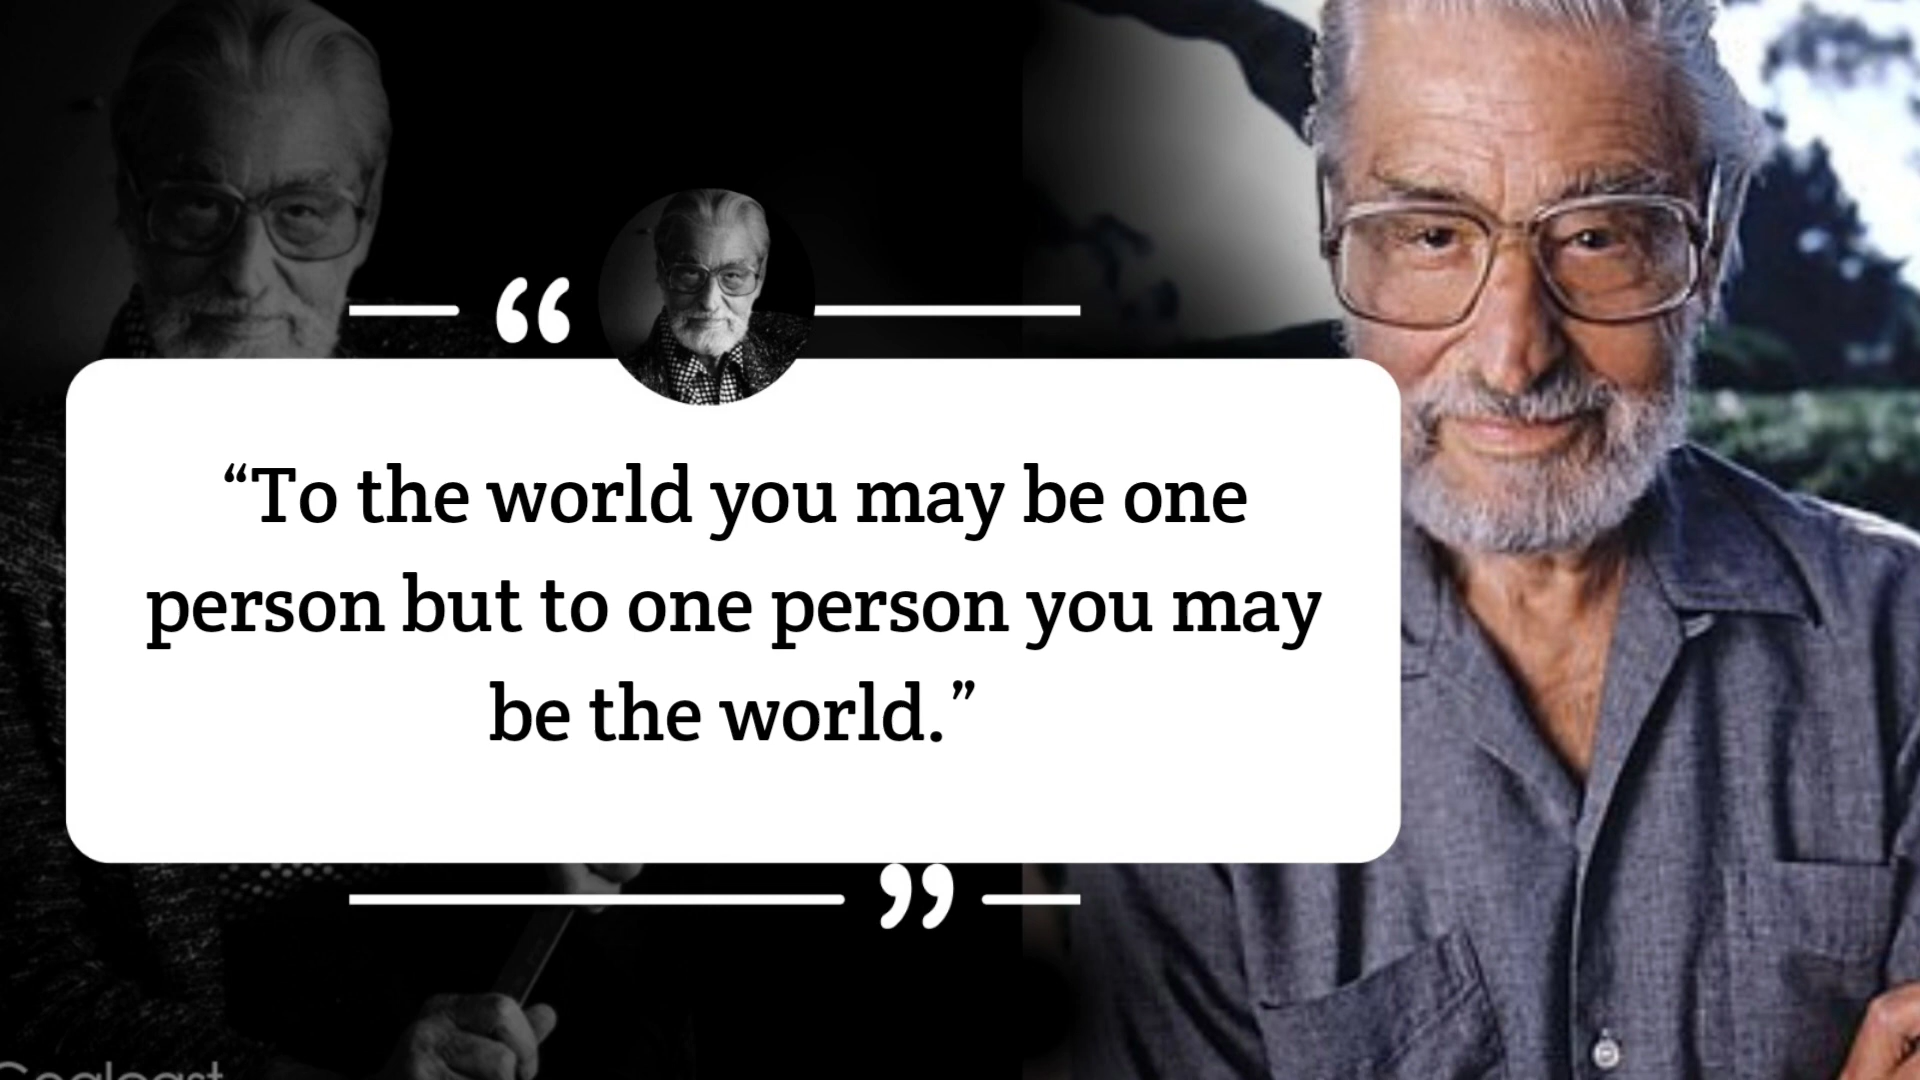 “To the world you may be one
person but to one person you may
be the world.”